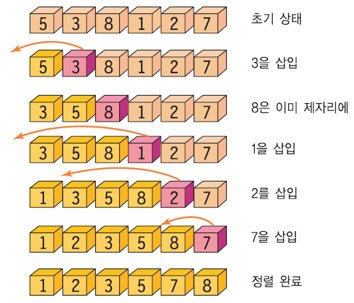 5 3 8 1 2 7 초기 상태
5 3 8 1 2 7 3을 삽입
3 5 8 1 2 7 8은 이미 제자리에
3 5 8 1 2 7 1을 삽입
1 3 5 8 2 7 2를 삽입
1 2 3 5 8 7 7을 삽입
1 2 3 5 7 8 정렬 완료